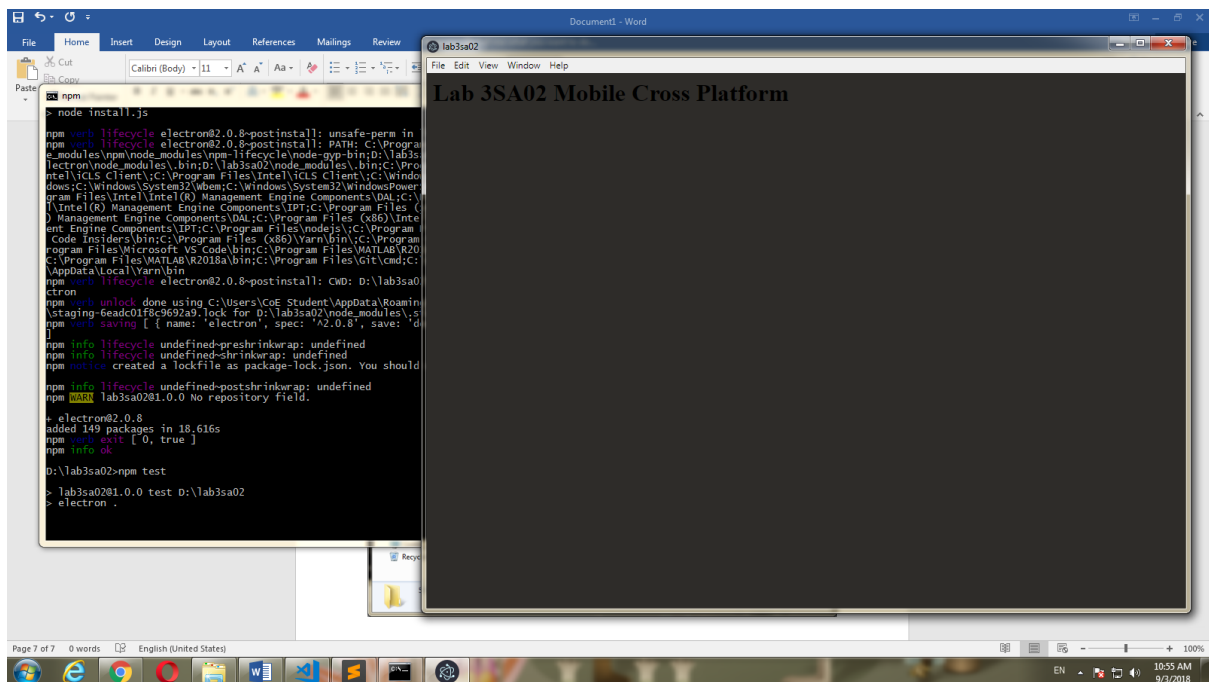 Document1 - Word
File Home Insert Design Layout References Mailings Review
Cut
Copy
Paste
Calibri (Body) 11
npm
> node install.js
npm verb lifecycle electron@2.0.8~postinstall: unsafe-perm in
npm verb lifecycle electron@2.0.8~postinstall: PATH: C:\Progra
e_modules\npm\node_modules\npm-lifecycle\node-gyp-bin;D:\lab3s
lectron\node_modules\.bin;D:\lab3sa02\node_modules\.bin;C:\Pro
ntel\iCLS Client\;C:\Program Files\Intel\iCLS Client\;C:\Windo
dows;C:\Windows\System32\Wbem;C:\Windows\System32\WindowsPower
gram Files\Intel\Intel(R) Management Engine Components\DAL;C:\
l\Intel(R) Management Engine Components\IPT;C:\Program Files (
) Management Engine Components\DAL;C:\Program Files (x86)\Inte
ent Engine Components\IPT;C:\Program Files\nodejs\;C:\Program
Code Insiders\bin;C:\Program Files (x86)\Yarn\bin\;C:\Program
rogram Files\Microsoft VS Code\bin;C:\Program Files\MATLAB\R20
C:\Program Files\MATLAB\R2018a\bin;C:\Program Files\Git\cmd;C:
\AppData\Local\Yarn\bin
npm verb lifecycle electron@2.0.8~postinstall: CWD: D:\lab3sa0
ctron
npm verb unlock done using C:\Users\CoE Student\AppData\Roamin
\staging-6eadc01f8c9692a9.lock for D:\lab3sa02\node_modules\.s
npm verb saving [ { name: 'electron', spec: '^2.0.8', save: 'd
]
npm info lifecycle undefined~preshrinkwrap: undefined
npm info lifecycle undefined~shrinkwrap: undefined
npm notice created a lockfile as package-lock.json. You should
npm info lifecycle undefined~postshrinkwrap: undefined
npm WARN lab3sa02@1.0.0 No repository field.
+ electron@2.0.8
added 149 packages in 18.616s
npm verb exit [ 0, true ]
npm info ok
D:\lab3sa02>npm test
> lab3sa02@1.0.0 test D:\lab3sa02
> electron .
lab3sa02
File Edit View Window Help
Lab 3SA02 Mobile Cross Platform
Recyc
Page 7 of 7 0 words English (United States)
100%
EN
10:55 AM
9/3/2018